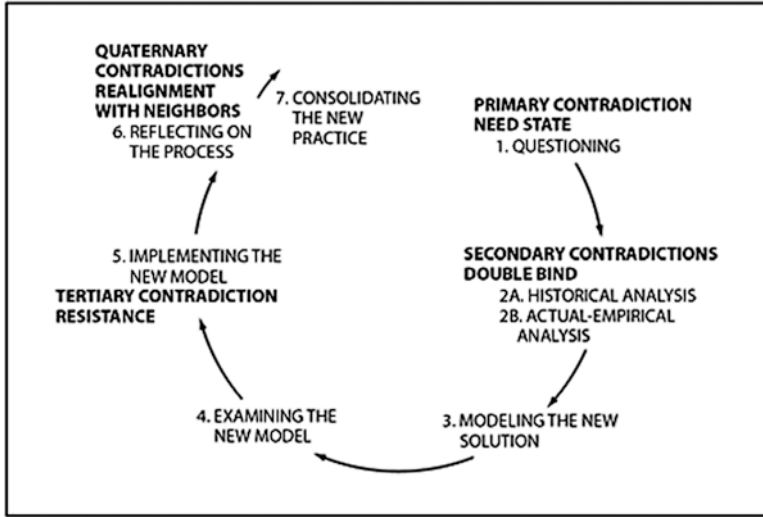 QUATERNARY
CONTRADICTIONS
REALIGNMENT
WITH NEIGHBORS
6. REFLECTING ON
THE PROCESS
7. CONSOLIDATING
THE NEW
PRACTICE
PRIMARY CONTRADICTION
NEED STATE
1. QUESTIONING
SECONDARY CONTRADICTIONS
DOUBLE BIND
2A. HISTORICAL ANALYSIS
2B. ACTUAL-EMPIRICAL
ANALYSIS
3. MODELING THE NEW
SOLUTION
4. EXAMINING THE
NEW MODEL
5. IMPLEMENTING THE
NEW MODEL
TERTIARY CONTRADICTION
RESISTANCE